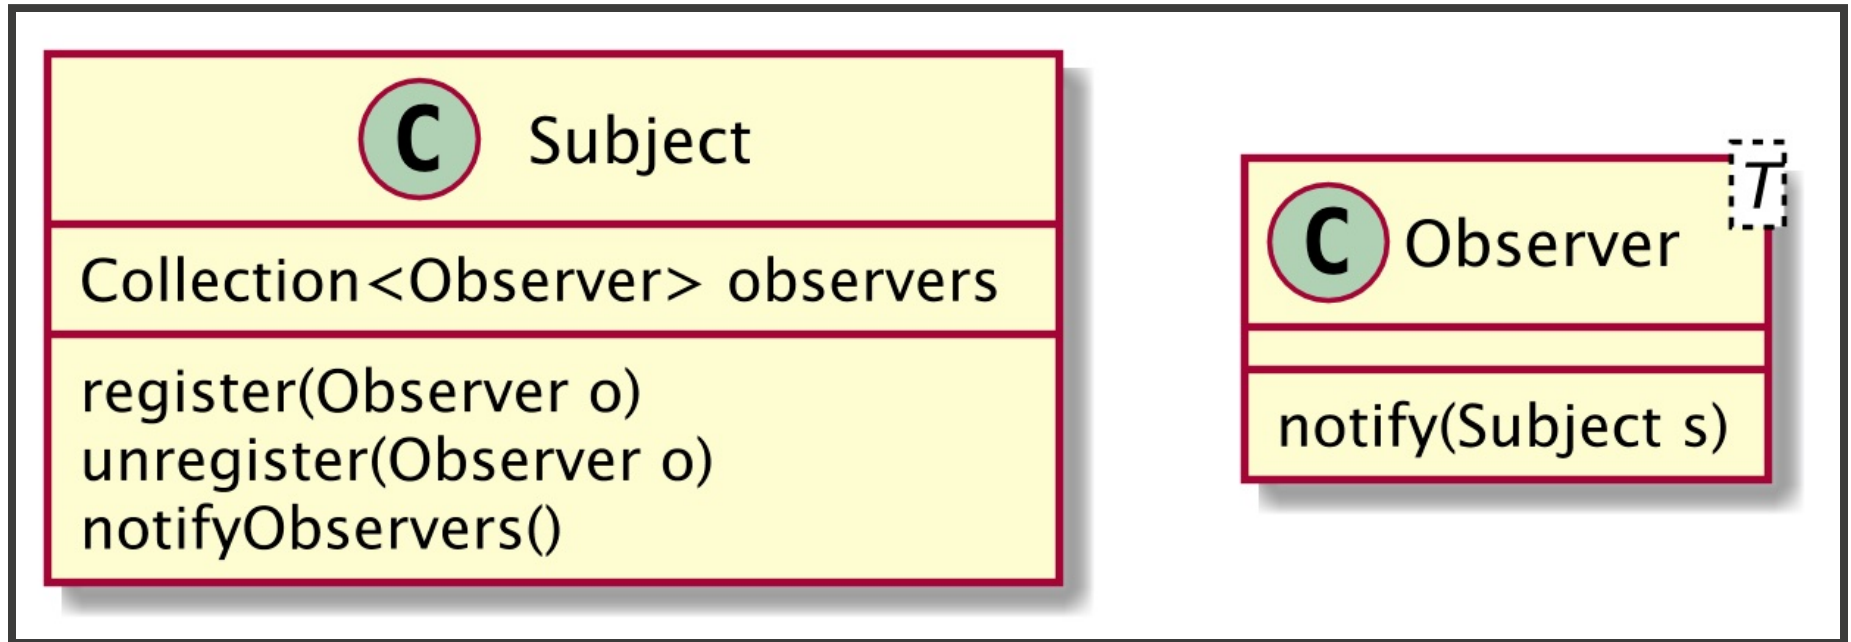 C Subject
Collection<Observer> observers
register(Observer o)
unregister(Observer o)
notifyObservers()
C Observer
T
notify(Subject s)